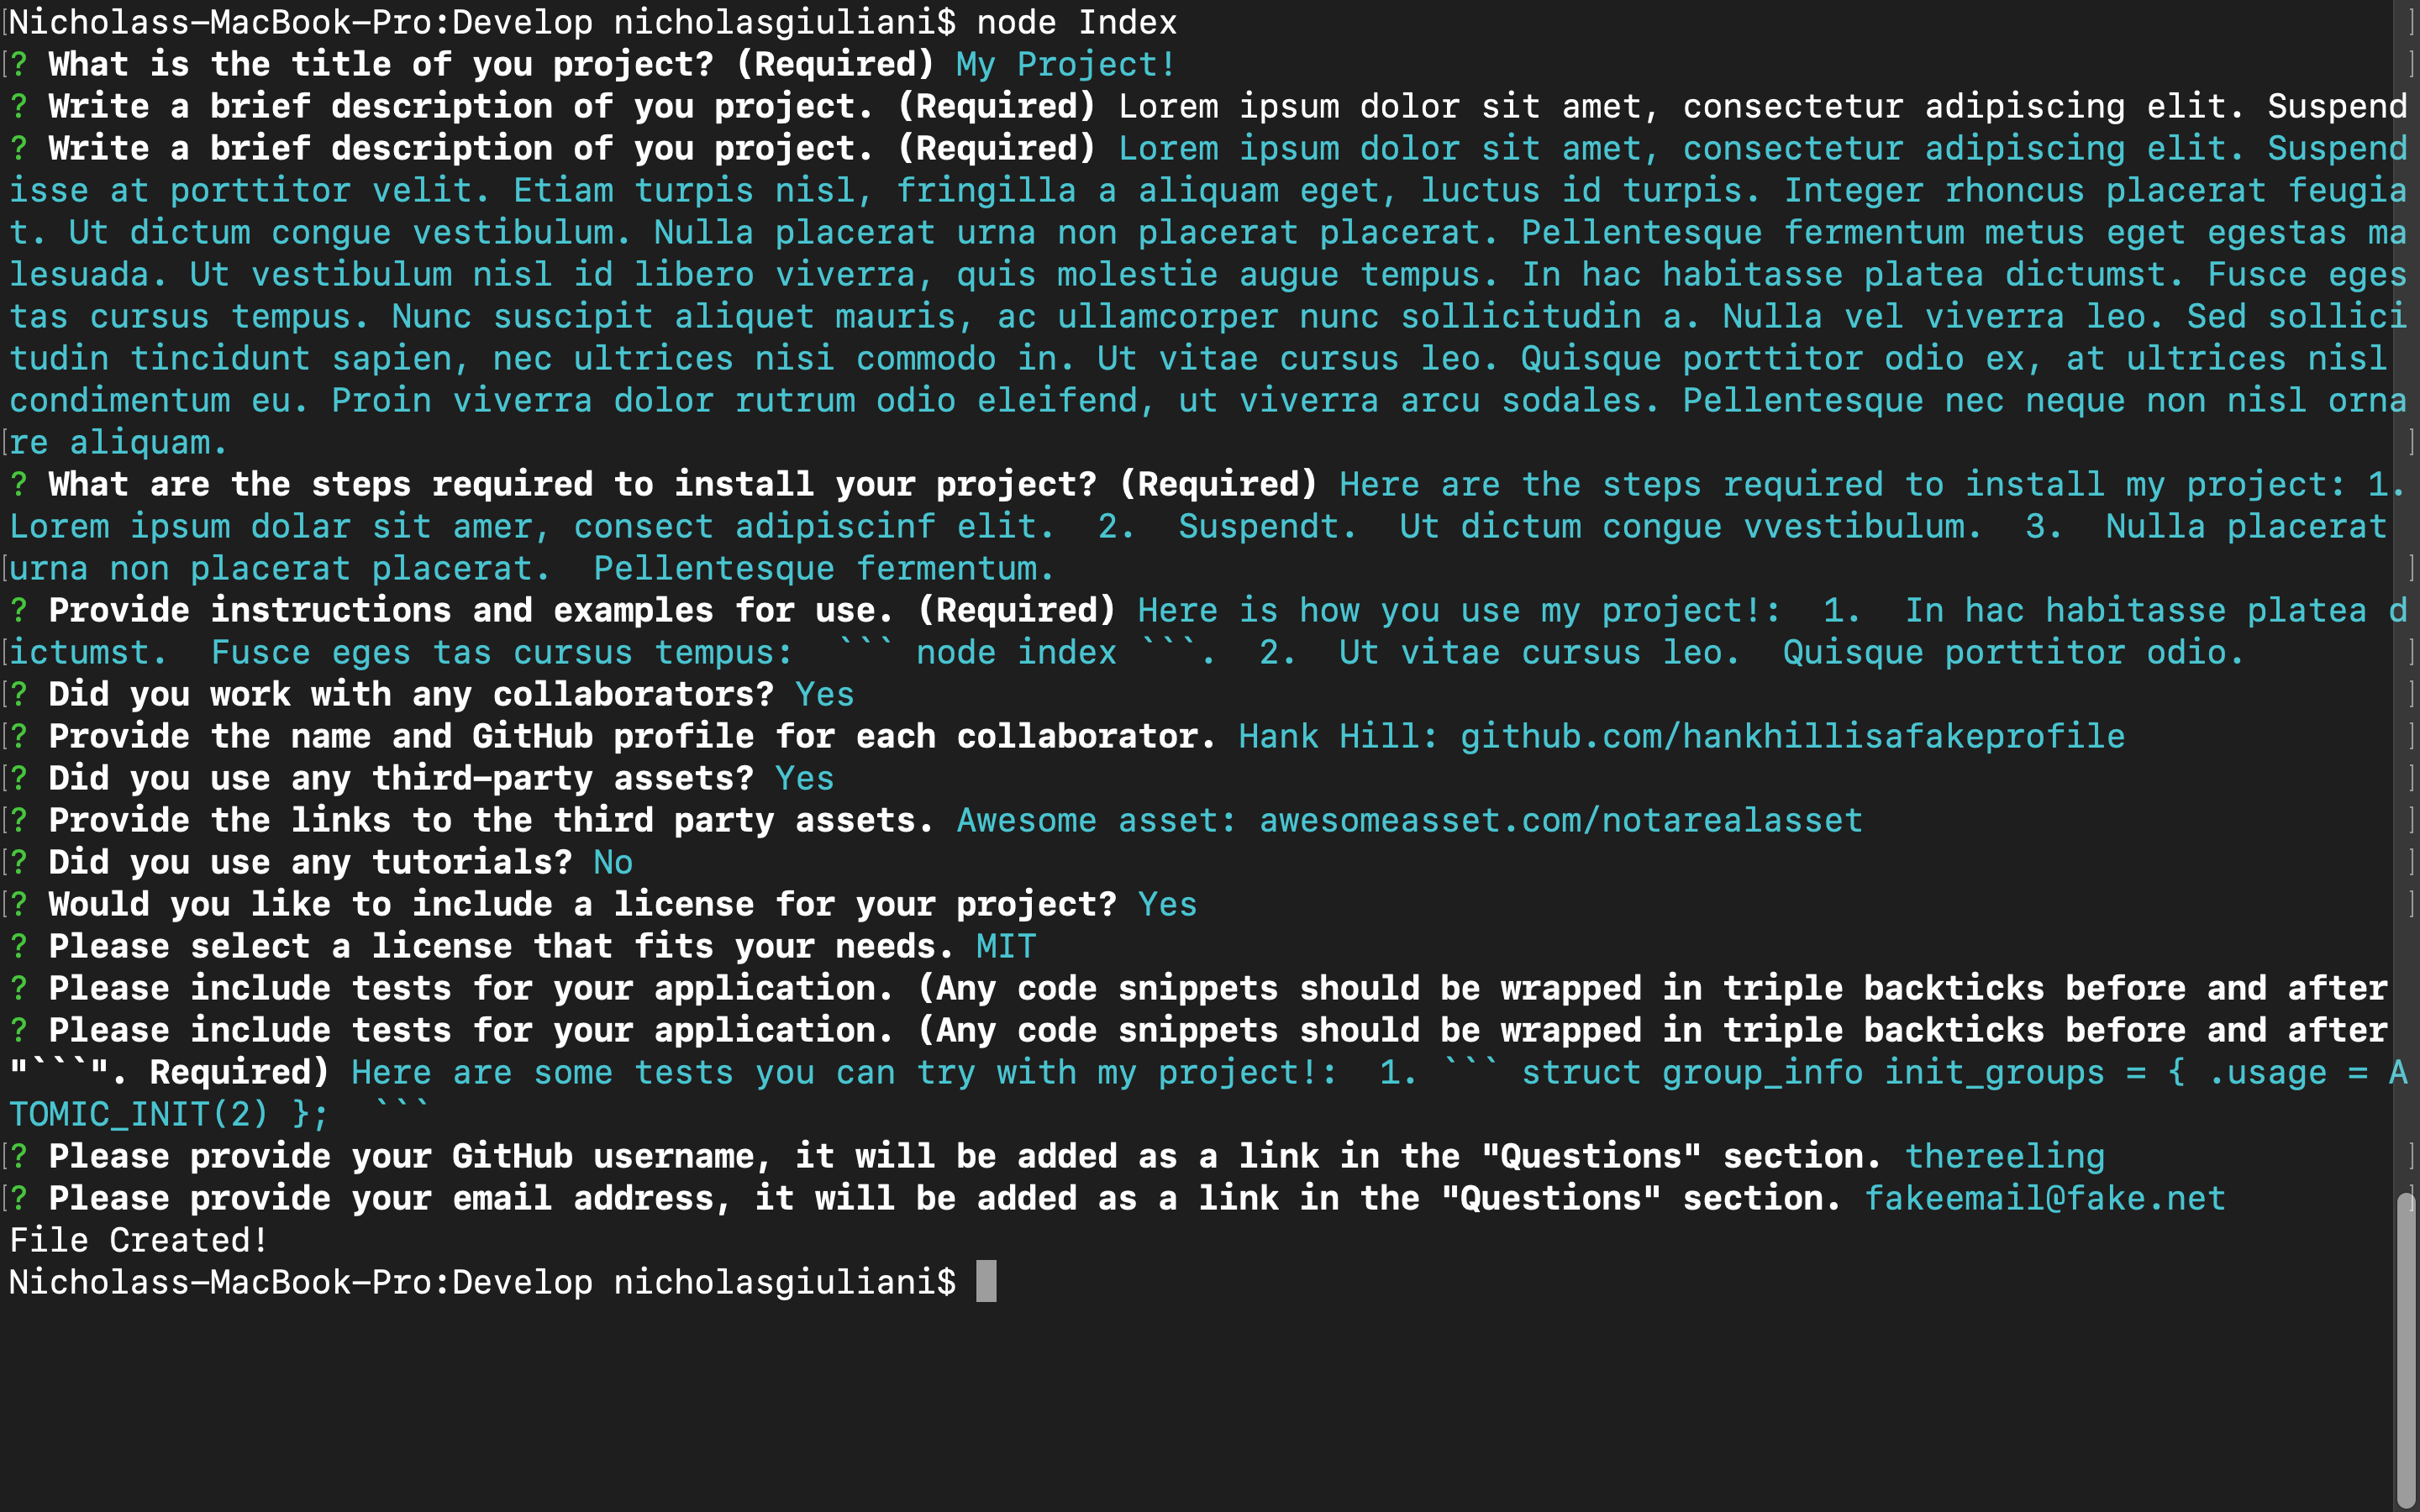 Nicholass-MacBook-Pro:Develop nicholasgiuliani$ node Index
? What is the title of you project? (Required) My Project!
? Write a brief description of you project. (Required) Lorem ipsum dolor sit amet, consectetur adipiscing elit. Suspend
? Write a brief description of you project. (Required) Lorem ipsum dolor sit amet, consectetur adipiscing elit. Suspend
isse at porttitor velit. Etiam turpis nisl, fringilla a aliquam eget, luctus id turpis. Integer rhoncus placerat feugia
t. Ut dictum congue vestibulum. Nulla placerat urna non placerat placerat. Pellentesque fermentum metus eget egestas ma
lesuada. Ut vestibulum nisl id libero viverra, quis molestie augue tempus. In hac habitasse platea dictumst. Fusce eges
tas cursus tempus. Nunc suscipit aliquet mauris, ac ullamcorper nunc sollicitudin a. Nulla vel viverra leo. Sed sollici
tudin tincidunt sapien, nec ultrices nisi commodo in. Ut vitae cursus leo. Quisque porttitor odio ex, at ultrices nisl
condimentum eu. Proin viverra dolor rutrum odio eleifend, ut viverra arcu sodales. Pellentesque nec neque non nisl orna
re aliquam.
? What are the steps required to install your project? (Required) Here are the steps required to install my project: 1.
Lorem ipsum dolar sit amer, consect adipiscinf elit.  2.  Suspendt.  Ut dictum congue vvestibulum.  3.  Nulla placerat
urna non placerat placerat.  Pellentesque fermentum.
? Provide instructions and examples for use. (Required) Here is how you use my project!:  1.  In hac habitasse platea d
ictumst.  Fusce eges tas cursus tempus:  ``` node index ```.  2.  Ut vitae cursus leo.  Quisque porttitor odio.
? Did you work with any collaborators? Yes
? Provide the name and GitHub profile for each collaborator. Hank Hill: github.com/hankhillisafakeprofile
? Did you use any third-party assets? Yes
? Provide the links to the third party assets. Awesome asset: awesomeasset.com/notarealasset
? Did you use any tutorials? No
? Would you like to include a license for your project? Yes
? Please select a license that fits your needs. MIT
? Please include tests for your application. (Any code snippets should be wrapped in triple backticks before and after
? Please include tests for your application. (Any code snippets should be wrapped in triple backticks before and after
"```". Required) Here are some tests you can try with my project!:  1. ``` struct group_info init_groups = { .usage = A
TOMIC_INIT(2) };  ```
? Please provide your GitHub username, it will be added as a link in the "Questions" section. thereeling
? Please provide your email address, it will be added as a link in the "Questions" section. fakeemail@fake.net
File Created!
Nicholass-MacBook-Pro:Develop nicholasgiuliani$